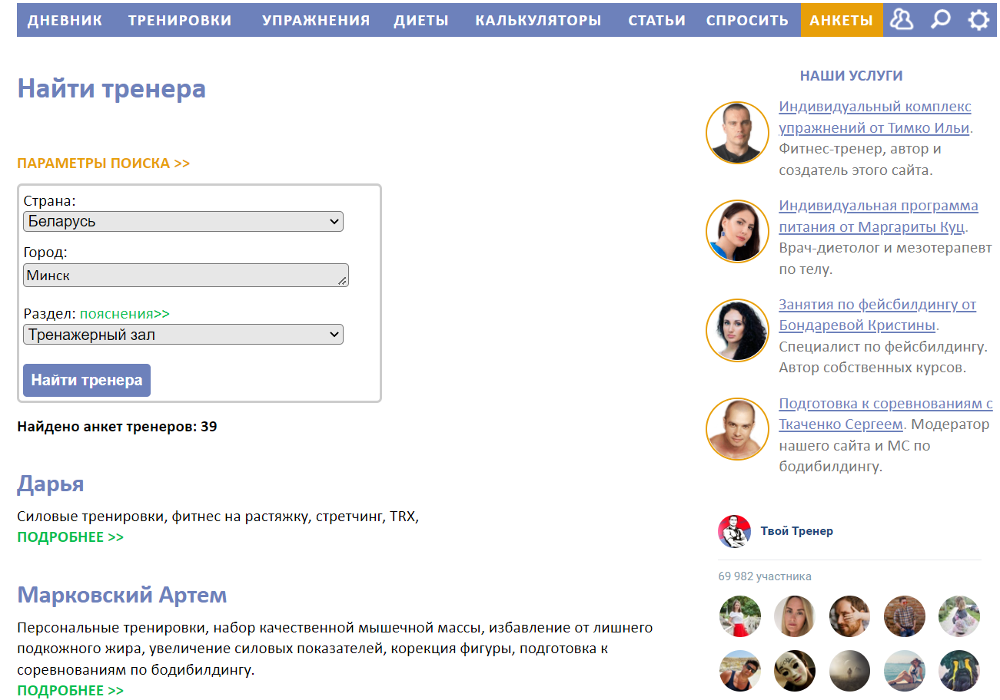 ДНЕВНИК ТРЕНИРОВКИ УПРАЖНЕНИЯ ДИЕТЫ КАЛЬКУЛЯТОРЫ СТАТЬИ СПРОСИТЬ АНКЕТЫ
Найти тренера
ПАРАМЕТРЫ ПОИСКА >>
Страна:
Беларусь
Город:
Минск
Раздел: пояснения>>
Тренажерный зал
Найти тренера
Найдено анкет тренеров: 39
Дарья
Силовые тренировки, фитнес на растяжку, стретчинг, TRX,
ПОДРОБНЕЕ >>
Марковский Артем
Персональные тренировки, набор качественной мышечной массы, избавление от лишнего
подкожного жира, увеличение силовых показателей, корекция фигуры, подготовка к
соревнованиям по бодибилдингу.
ПОДРОБНЕЕ >>
НАШИ УСЛУГИ
Индивидуальный комплекс
упражнений от Тимко Ильи.
Фитнес-тренер, автор и
создатель этого сайта.
Индивидуальная программа
питания от Маргариты Куц.
Врач-диетолог и мезотерапевт
по телу.
Занятия по фейсбилдингу от
Бондаревой Кристины.
Специалист по фейсбилдингу.
Автор собственных курсов.
Подготовка к соревнованиям с
Ткаченко Сергеем. Модератор
нашего сайта и МС по
бодибилдингу.
Твой Тренер
69 982 участника